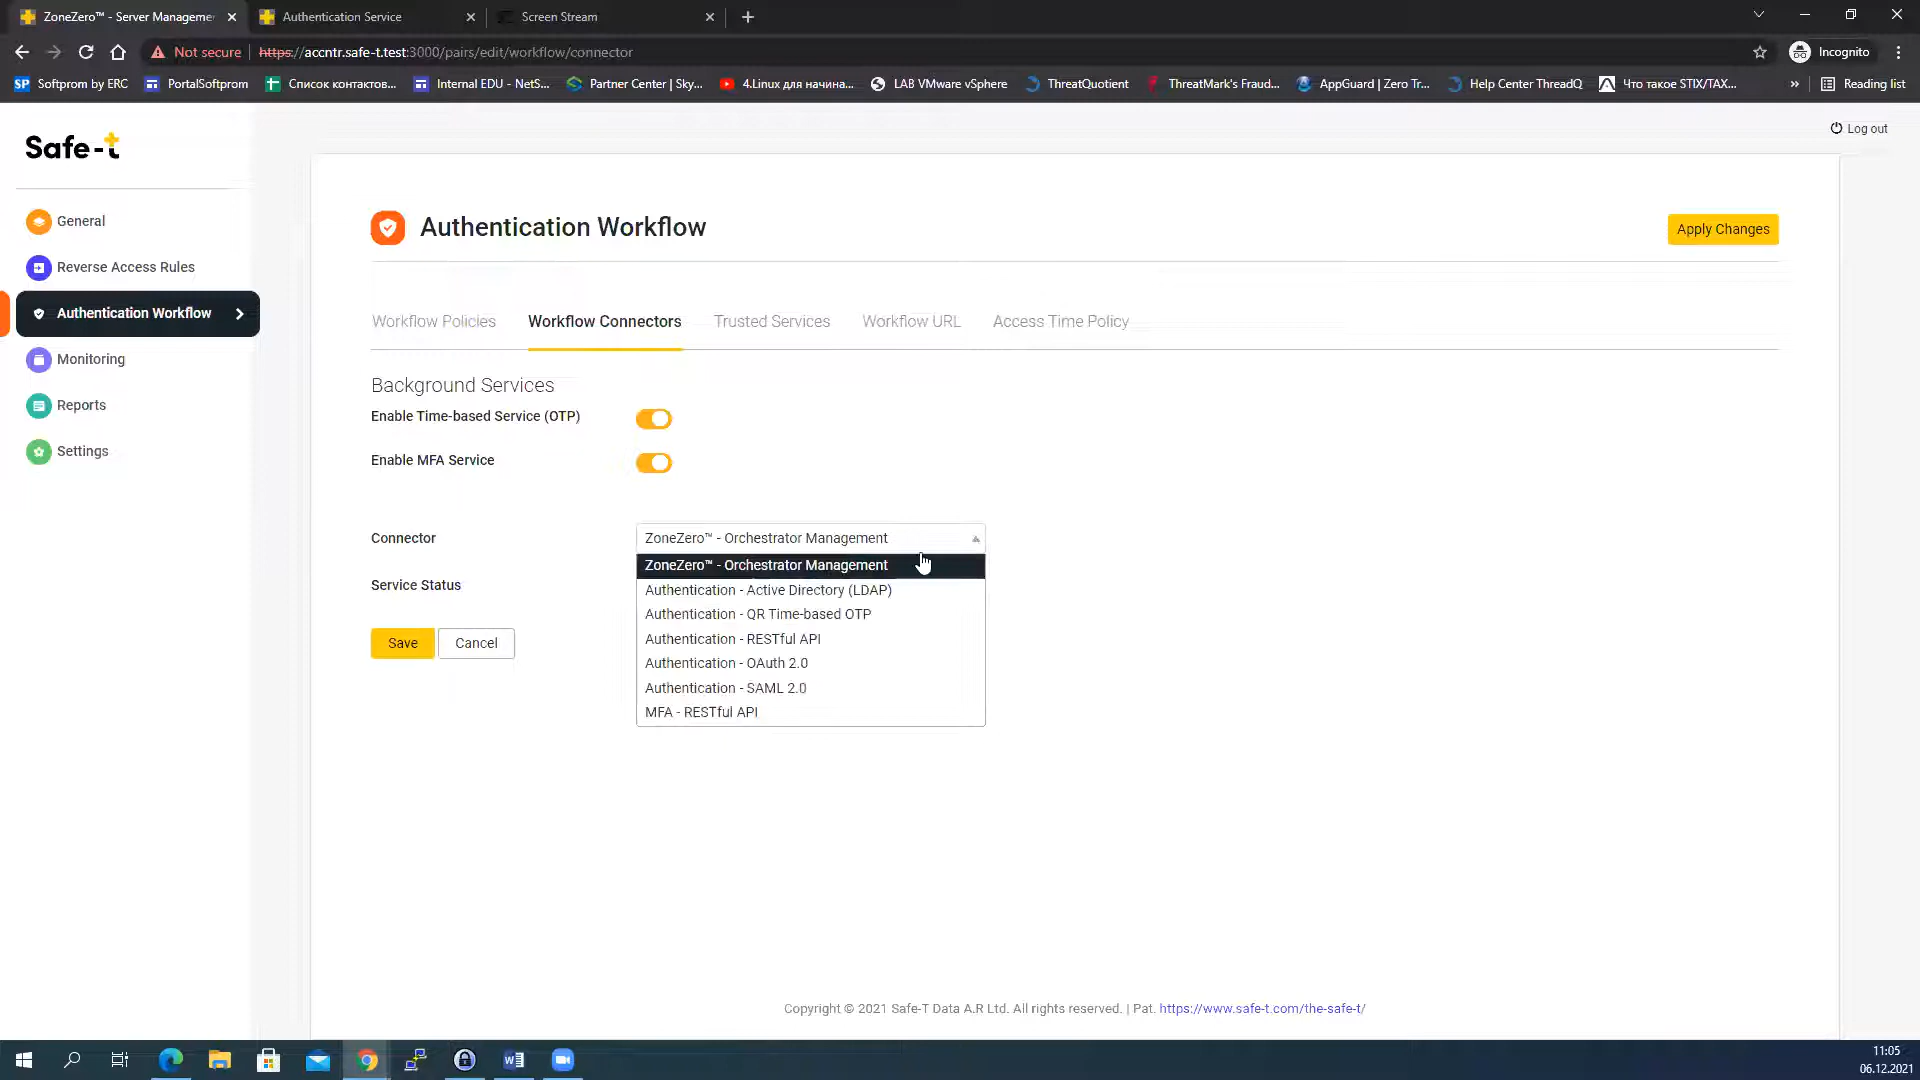 ZoneZero™ - Server Manageme
Authentication Service
Screen Stream
Not secure
https://accntr.safe-t.test:3000/pairs/edit/workflow/connector
Incognito
SP Softprom by ERC
PortalSoftprom
Список контактов...
Internal EDU - NetS...
Partner Center | Sky...
4.Linux для начина...
LAB VMware vSphere
ThreatQuotient
ThreatMark's Fraud...
AppGuard | Zero Tr...
Help Center ThreadQ
Что такое STIX/TAX...
»
Reading list
Safe-t
Log out
General
Reverse Access Rules
Authentication Workflow
Monitoring
Reports
Settings
Authentication Workflow
Apply Changes
Workflow Policies
Workflow Connectors
Trusted Services
Workflow URL
Access Time Policy
Background Services
Enable Time-based Service (OTP)
Enable MFA Service
Connector
ZoneZero™ - Orchestrator Management
ZoneZero™ - Orchestrator Management
Authentication - Active Directory (LDAP)
Authentication - QR Time-based OTP
Authentication - RESTful API
Authentication - OAuth 2.0
Authentication - SAML 2.0
MFA - RESTful API
Service Status
Save
Cancel
Copyright © 2021 Safe-T Data A.R Ltd. All rights reserved. | Pat. https://www.safe-t.com/the-safe-t/
11:05
06.12.2021